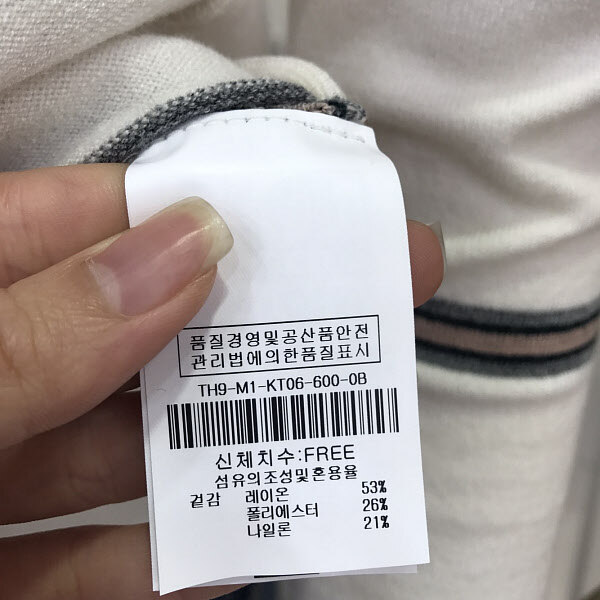 품질경영및공산품안전
관리법에의한품질표시
TH9-M1-KT06-600-0B
신체치수:FREE
섬유의조성및혼용율
겉감 레이온 53%
폴리에스터 26%
나일론 21%